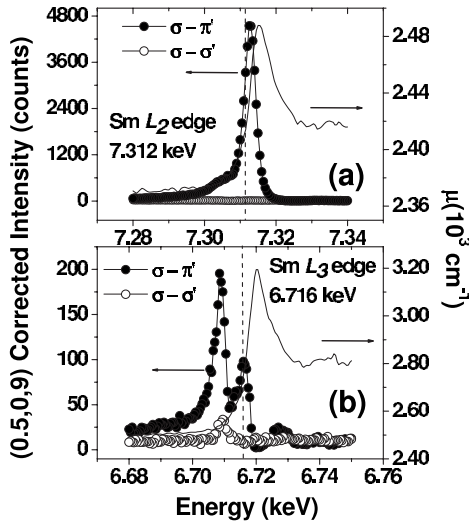 (0.5,0,9) Corrected Intensity (counts)
4800
3600
2400
1200
0
σ – π'
σ – σ'
Sm L2 edge
7.312 keV
(a)
2.48
2.44
2.40
2.36
7.28
7.30
7.32
7.34
μ(10³ cm⁻¹)
200
150
100
50
0
σ – π'
σ – σ'
Sm L3 edge
6.716 keV
(b)
3.20
3.00
2.80
2.60
2.40
6.68
6.70
6.72
6.74
6.76
Energy (keV)